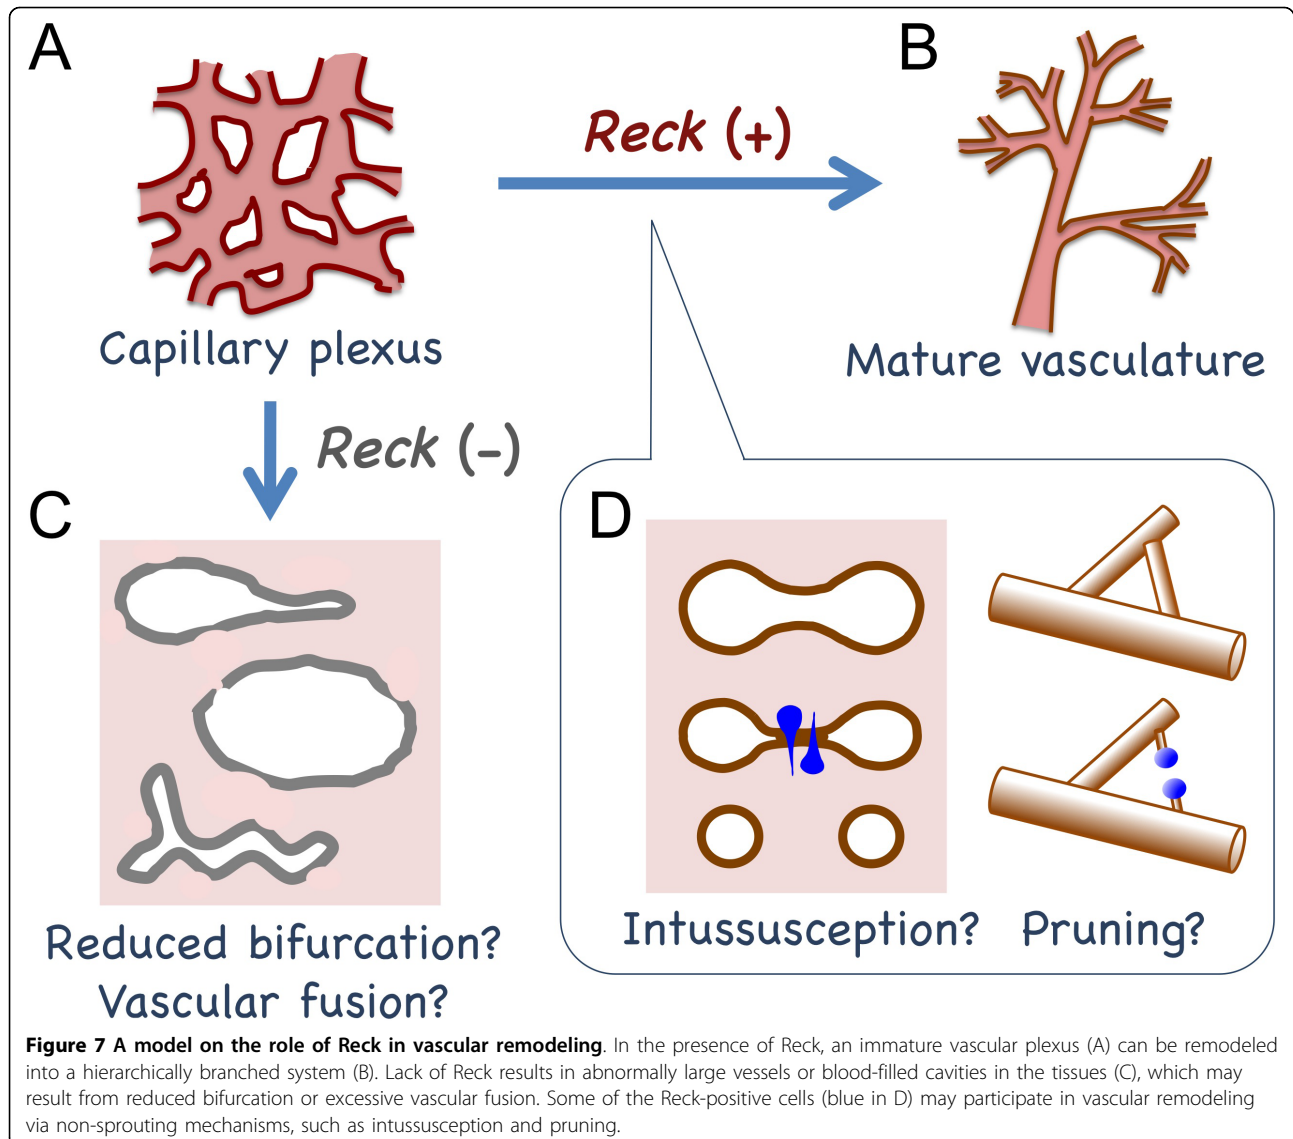 A
B
Reck (+)
Capillary plexus
Mature vasculature
Reck (-)
C
D
Intussusception? Pruning?
Reduced bifurcation?
Vascular fusion?
Figure 7 A model on the role of Reck in vascular remodeling. In the presence of Reck, an immature vascular plexus (A) can be remodeled
into a hierarchically branched system (B). Lack of Reck results in abnormally large vessels or blood-filled cavities in the tissues (C), which may
result from reduced bifurcation or excessive vascular fusion. Some of the Reck-positive cells (blue in D) may participate in vascular remodeling
via non-sprouting mechanisms, such as intussusception and pruning.